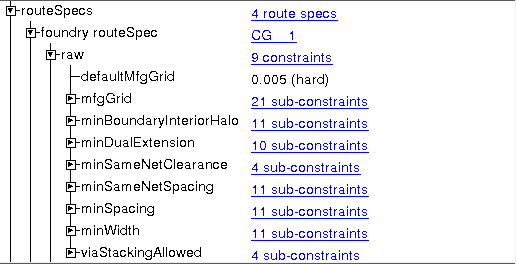 routeSpecs 4 route specs
foundry routeSpec CG_1
raw 9 constraints
defaultMfgGrid 0.005 (hard)
mfgGrid 21 sub-constraints
minBoundaryInteriorHalo 11 sub-constraints
minDualExtension 10 sub-constraints
minSameNetClearance 4 sub-constraints
minSameNetSpacing 11 sub-constraints
minSpacing 11 sub-constraints
minWidth 11 sub-constraints
viaStackingAllowed 4 sub-constraints